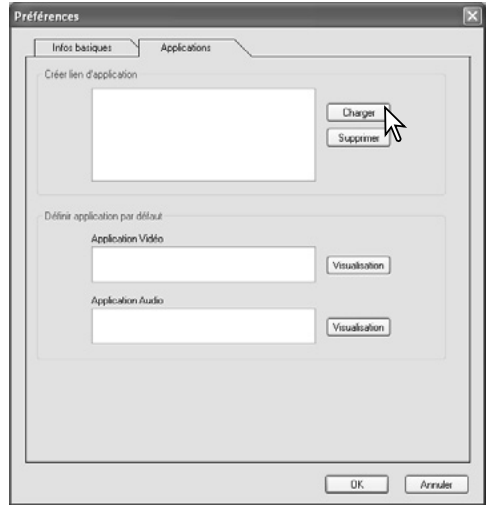 Préférences
Infos basiques
Applications
Créer lien d'application
Charger
Supprimer
Définir application par défaut
Application Vidéo
Visualisation
Application Audio
Visualisation
OK
Annuler